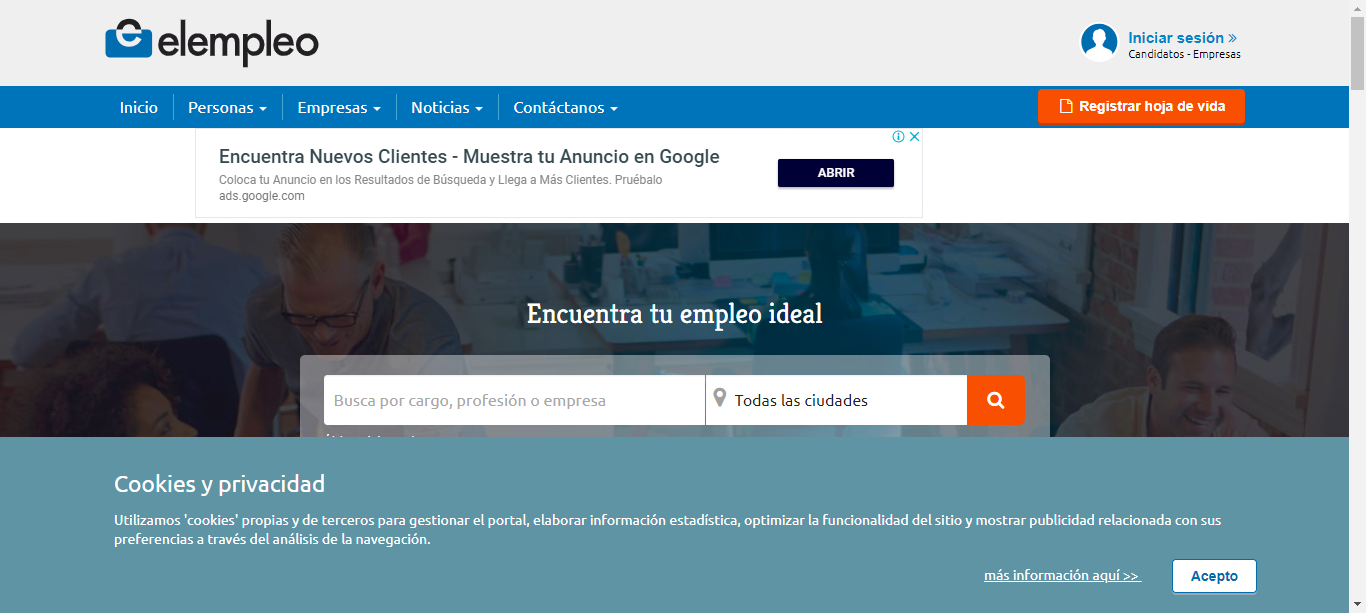 elempleo
Iniciar sesión »
Candidatos - Empresas
Inicio Personas Empresas Noticias Contáctanos Registrar hoja de vida
Encuentra Nuevos Clientes - Muestra tu Anuncio en Google
Coloca tu Anuncio en los Resultados de Búsqueda y Llega a Más Clientes. Pruébalo
ads.google.com
ABRIR
Encuentra tu empleo ideal
Busca por cargo, profesión o empresa Todas las ciudades
Cookies y privacidad
Utilizamos 'cookies' propias y de terceros para gestionar el portal, elaborar información estadística, optimizar la funcionalidad del sitio y mostrar publicidad relacionada con sus
preferencias a través del análisis de la navegación.
más información aquí >> Acepto